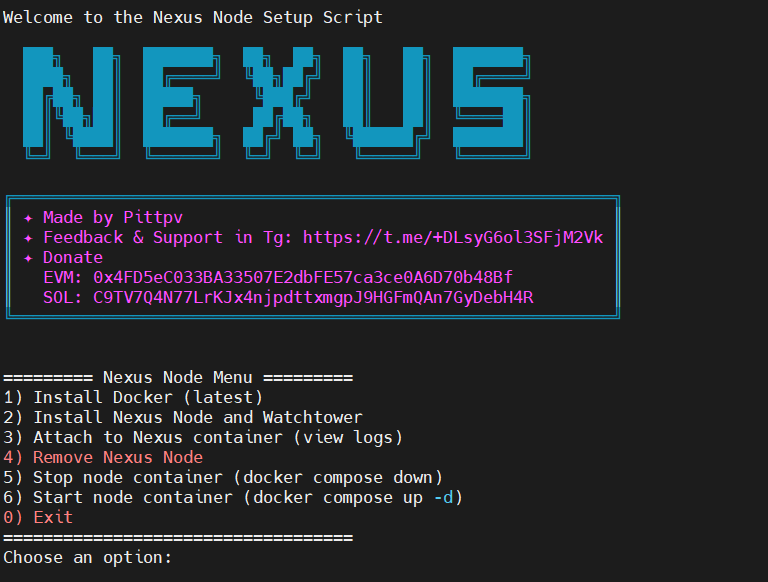 Welcome to the Nexus Node Setup Script
NEXUS
✦ Made by Pittpv
✦ Feedback & Support in Tg: https://t.me/+DLsyG6ol3SFjM2Vk
✦ Donate
EVM: 0x4FD5eC033BA33507E2dbFE57ca3ce0A6D70b48Bf
SOL: C9TV7Q4N77LrKJx4njpdttxmgpJ9HGFmQAn7GyDebH4R
========= Nexus Node Menu =========
1) Install Docker (latest)
2) Install Nexus Node and Watchtower
3) Attach to Nexus container (view logs)
4) Remove Nexus Node
5) Stop node container (docker compose down)
6) Start node container (docker compose up -d)
0) Exit
===================================
Choose an option: